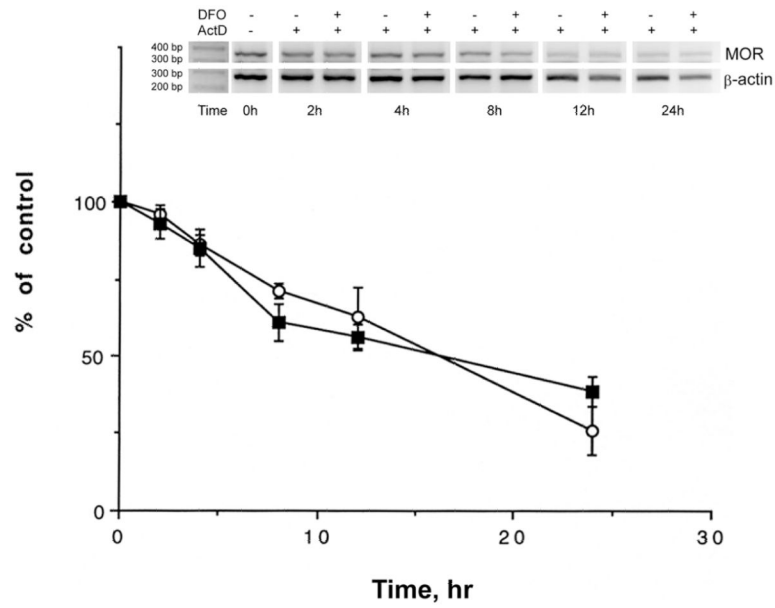 DFO - - + - + - + - + - +
ActD - + + + + + + + + + +
400 bp
300 bp
MOR
300 bp
200 bp
β-actin
Time 0h 2h 4h 8h 12h 24h
100
50
0
% of control
0 10 20 30
Time, hr